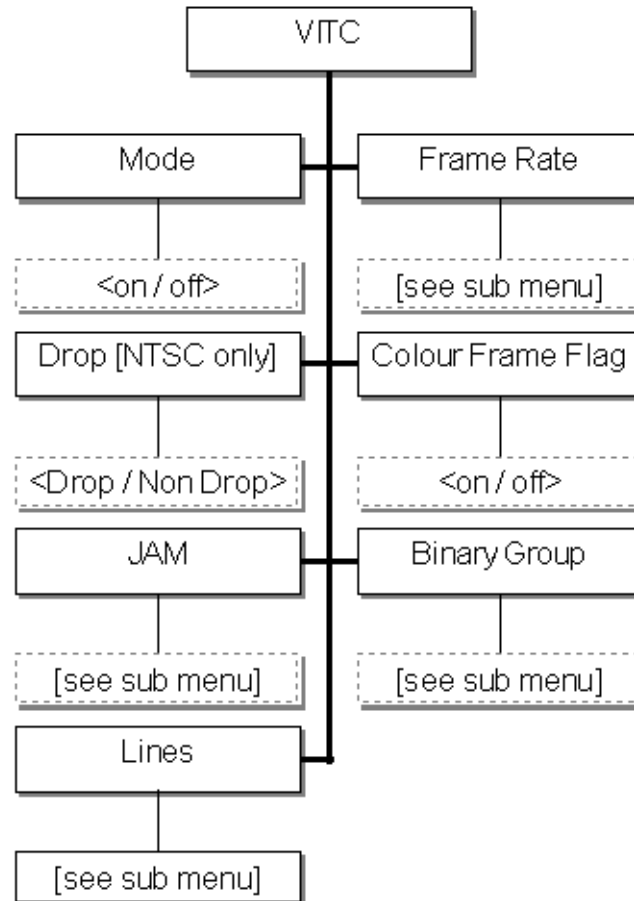 VITC
Mode
Frame Rate
<on / off>
[see sub menu]
Drop [NTSC only]
Colour Frame Flag
<Drop / Non Drop>
<on / off>
JAM
Binary Group
[see sub menu]
[see sub menu]
Lines
[see sub menu]